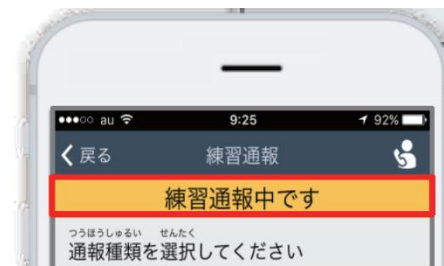 au 9:25 92%
戻る 練習通報
練習通報中です
つうほうしゅるい せんたく
通報種類を選択してください